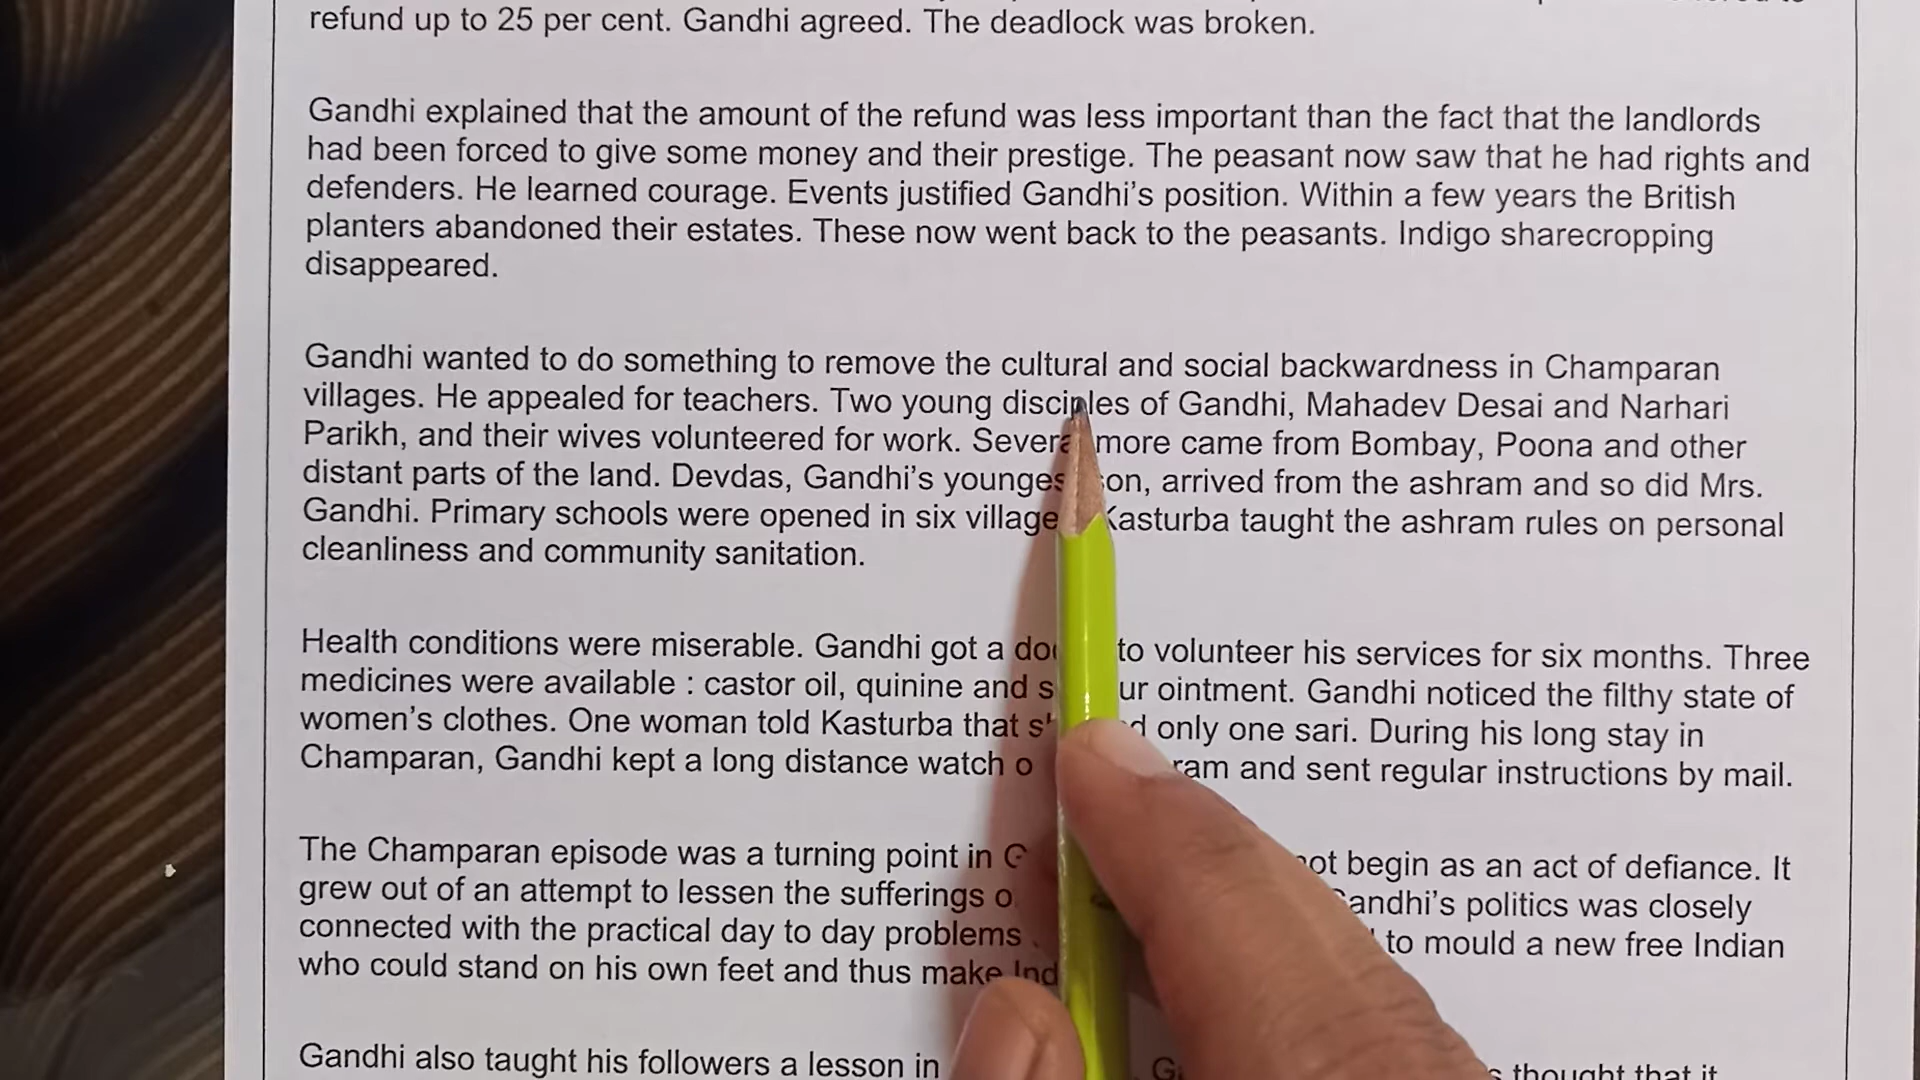 refund up to 25 per cent. Gandhi agreed. The deadlock was broken.
Gandhi explained that the amount of the refund was less important than the fact that the landlords
had been forced to give some money and their prestige. The peasant now saw that he had rights and
defenders. He learned courage. Events justified Gandhi's position. Within a few years the British
planters abandoned their estates. These now went back to the peasants. Indigo sharecropping
disappeared.
Gandhi wanted to do something to remove the cultural and social backwardness in Champaran
villages. He appealed for teachers. Two young disciples of Gandhi, Mahadev Desai and Narhari
Parikh, and their wives volunteered for work. Several more came from Bombay, Poona and other
distant parts of the land. Devdas, Gandhi's youngest son, arrived from the ashram and so did Mrs.
Gandhi. Primary schools were opened in six villages. Kasturba taught the ashram rules on personal
cleanliness and community sanitation.
Health conditions were miserable. Gandhi got a to volunteer his services for six months. Three
medicines were available : castor oil, quinine and ointment. Gandhi noticed the filthy state of
women's clothes. One woman told Kasturba that only one sari. During his long stay in
Champaran, Gandhi kept a long distance watch and sent regular instructions by mail.
The Champaran episode was a turning point in not begin as an act of defiance. It
grew out of an attempt to lessen the sufferings Gandhi's politics was closely
connected with the practical day to day problems to mould a new free Indian
who could stand on his own feet and thus make
Gandhi also taught his followers a lesson in thought that it